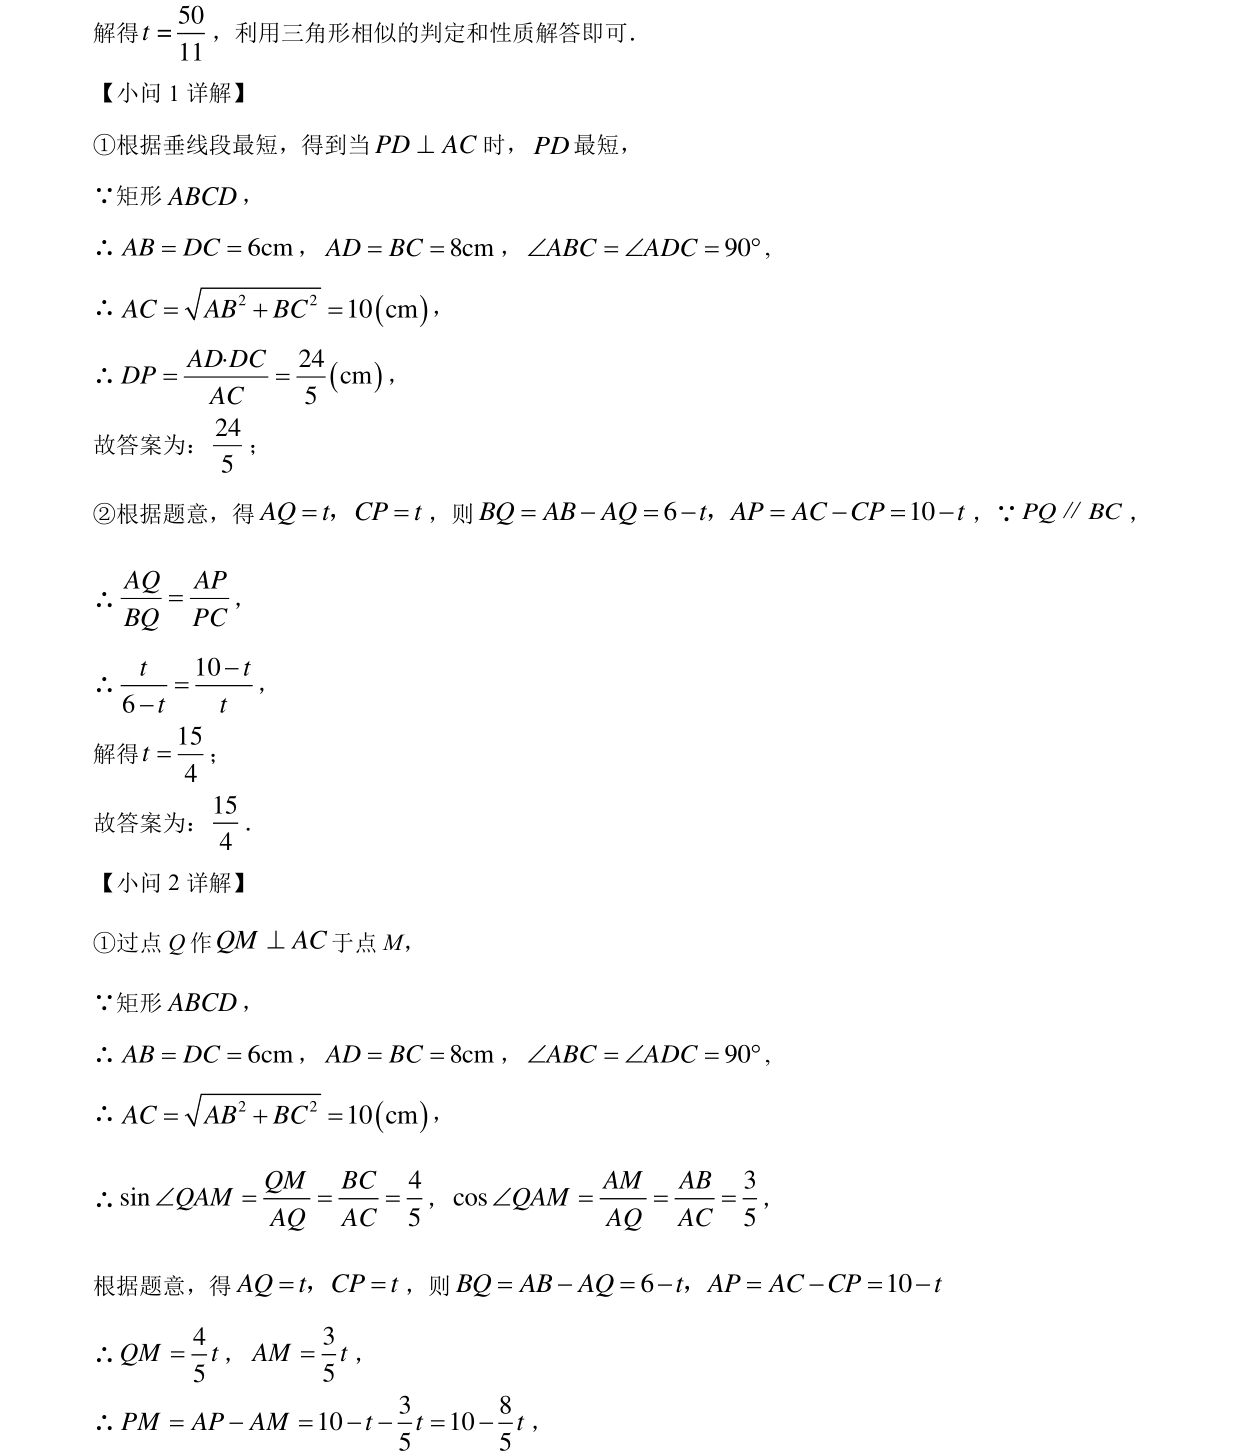 解得 t = 50/11，利用三角形相似的判定和性质解答即可．
【小问 1 详解】
①根据垂线段最短，得到当 PD ⊥ AC 时， PD 最短，
∵矩形 ABCD，
∴ AB = DC = 6cm， AD = BC = 8cm， ∠ABC = ∠ADC = 90°，
∴ AC = √(AB² + BC²) = 10(cm)，
∴ DP = AD·DC/AC = 24/5 (cm)，
故答案为： 24/5；
②根据题意，得 AQ = t， CP = t，则 BQ = AB − AQ = 6 − t， AP = AC − CP = 10 − t，∵ PQ ∥ BC，
∴ AQ/BQ = AP/PC，
∴ t/(6 − t) = (10 − t)/t，
解得 t = 15/4；
故答案为： 15/4．
【小问 2 详解】
①过点 Q 作 QM ⊥ AC 于点 M，
∵矩形 ABCD，
∴ AB = DC = 6cm， AD = BC = 8cm， ∠ABC = ∠ADC = 90°，
∴ AC = √(AB² + BC²) = 10(cm)，
∴ sin ∠QAM = QM/AQ = BC/AC = 4/5， cos ∠QAM = AM/AQ = AB/AC = 3/5，
根据题意，得 AQ = t， CP = t，则 BQ = AB − AQ = 6 − t， AP = AC − CP = 10 − t
∴ QM = 4/5 t， AM = 3/5 t，
∴ PM = AP − AM = 10 − t − 3/5 t = 10 − 8/5 t，